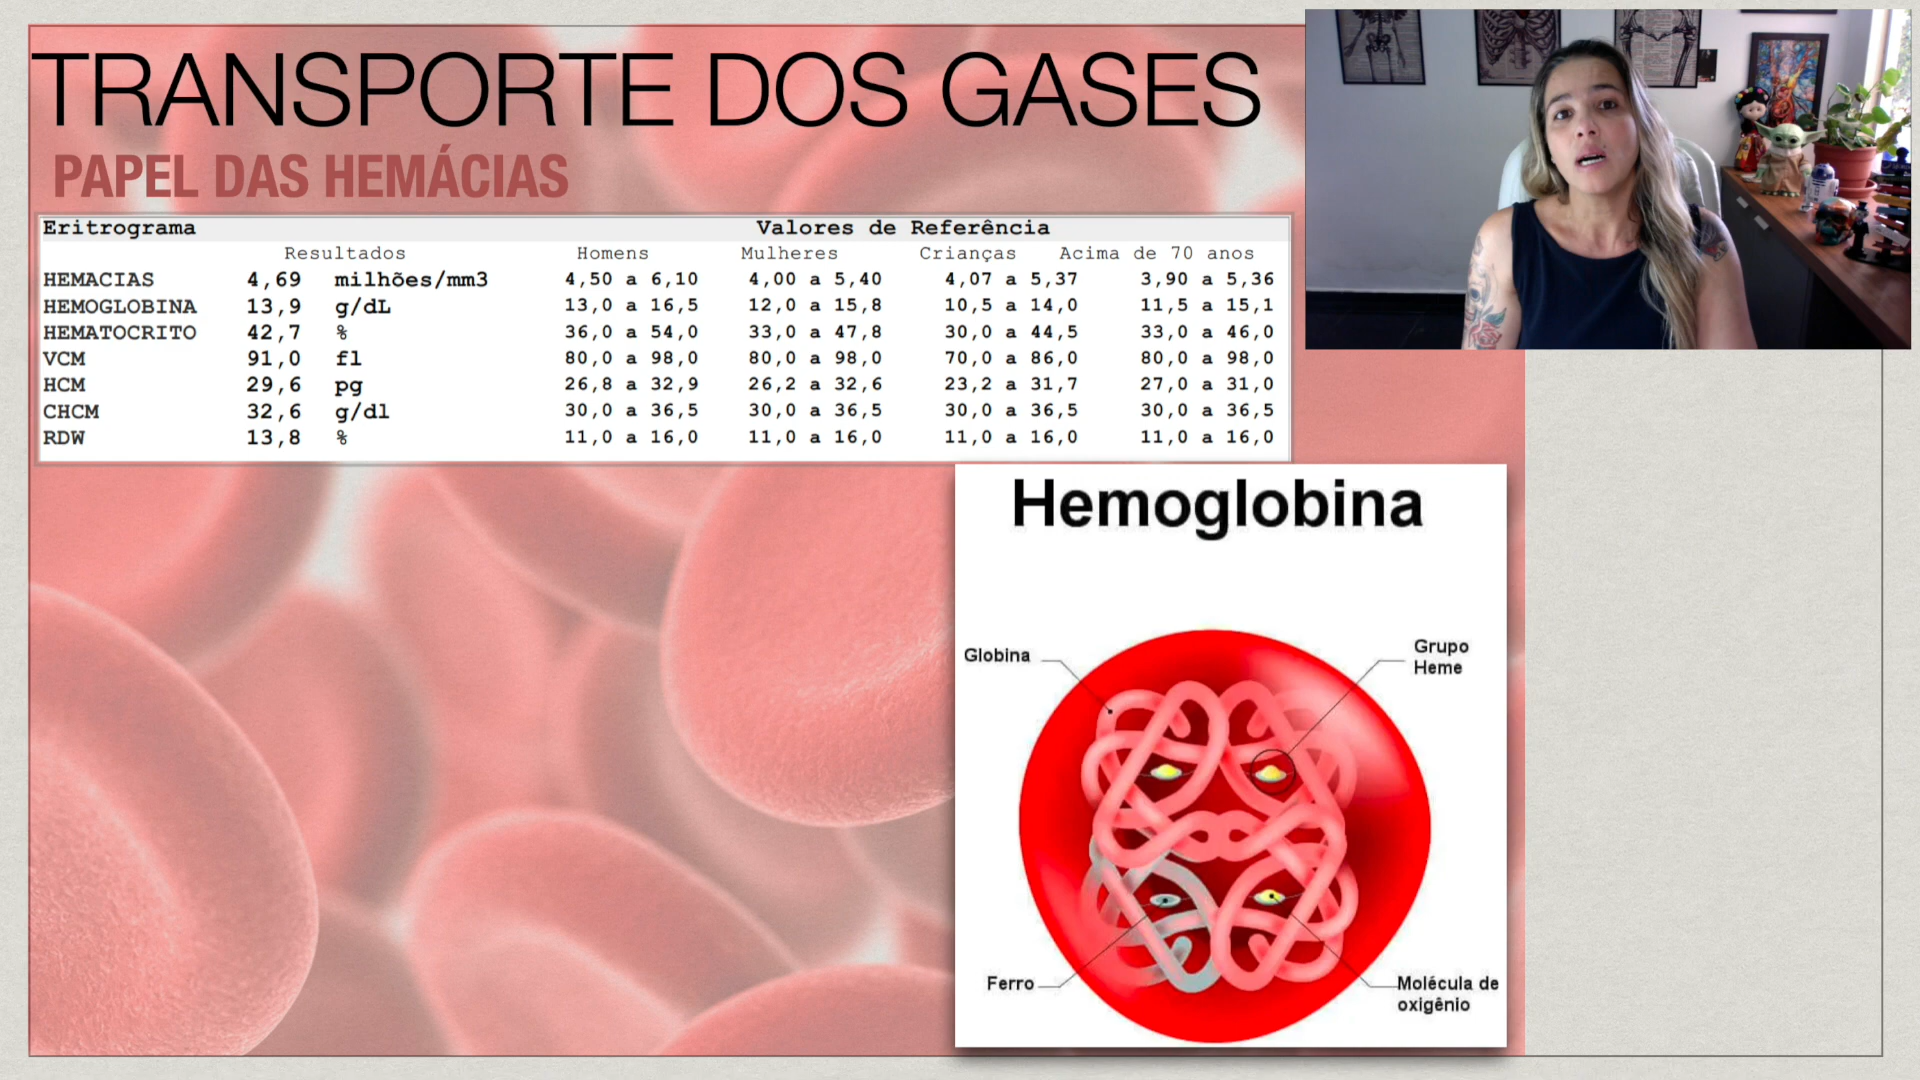 TRANSPORTE DOS GASES
PAPEL DAS HEMÁCIAS
Eritrograma Valores de Referência
Resultados Homens Mulheres Crianças Acima de 70 anos
HEMACIAS 4,69 milhões/mm3 4,50 a 6,10 4,00 a 5,40 4,07 a 5,37 3,90 a 5,36
HEMOGLOBINA 13,9 g/dL 13,0 a 16,5 12,0 a 15,8 10,5 a 14,0 11,5 a 15,1
HEMATOCRITO 42,7 % 36,0 a 54,0 33,0 a 47,8 30,0 a 44,5 33,0 a 46,0
VCM 91,0 fl 80,0 a 98,0 80,0 a 98,0 70,0 a 86,0 80,0 a 98,0
HCM 29,6 pg 26,8 a 32,9 26,2 a 32,6 23,2 a 31,7 27,0 a 31,0
CHCM 32,6 g/dl 30,0 a 36,5 30,0 a 36,5 30,0 a 36,5 30,0 a 36,5
RDW 13,8 % 11,0 a 16,0 11,0 a 16,0 11,0 a 16,0 11,0 a 16,0
Hemoglobina
Globina
Grupo
Heme
Ferro
Molécula de
oxigênio